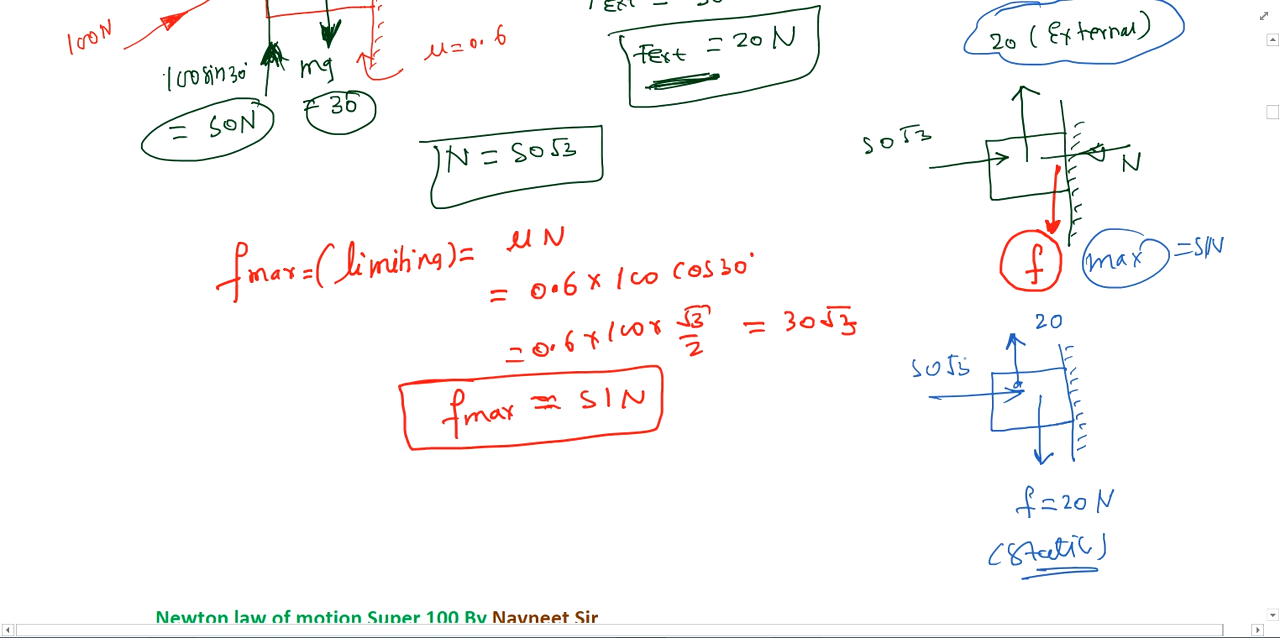 100N
100sin30°
= 50N
mg
= 30
μ = 0.6
Fext = 20 N
20 (External)
N = 50√3
50√3
N
f
max = 51N
fmax = (limiting) = μN
= 0.6 × 100 cos30°
= 0.6 × 100 × √3/2 = 30√3
fmax = 51N
20
50√3
f = 20 N
(static)
Newton law of motion Super 100 By Navneet Sir